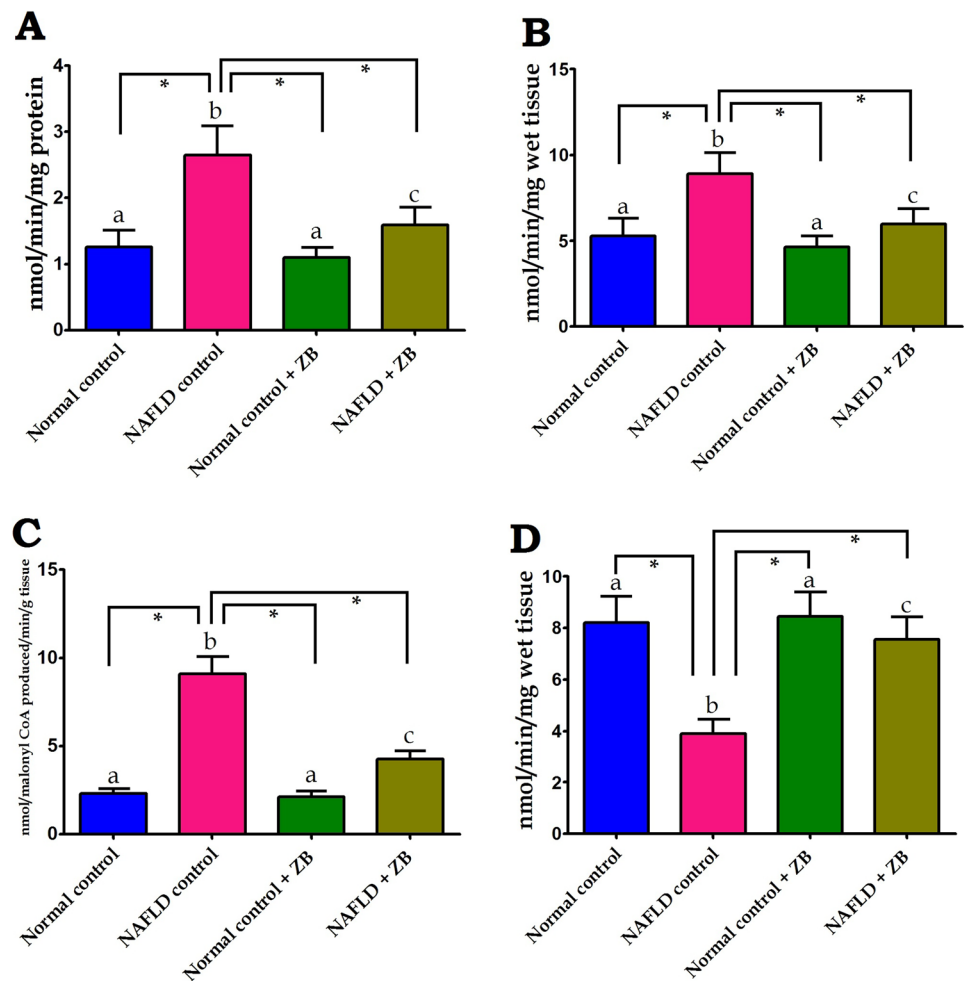 A
nmol/min/mg protein
4
3
2
1
0
*
*
*
a
b
a
c
Normal control
NAFLD control
Normal control + ZB
NAFLD + ZB
B
nmol/min/mg wet tissue
15
10
5
0
*
*
*
a
b
a
c
Normal control
NAFLD control
Normal control + ZB
NAFLD + ZB
C
nmol/malonyl CoA produced/min/g tissue
15
10
5
0
*
*
*
a
b
a
c
Normal control
NAFLD control
Normal control + ZB
NAFLD + ZB
D
nmol/min/mg wet tissue
10
8
6
4
2
0
*
*
*
a
b
a
c
Normal control
NAFLD control
Normal control + ZB
NAFLD + ZB